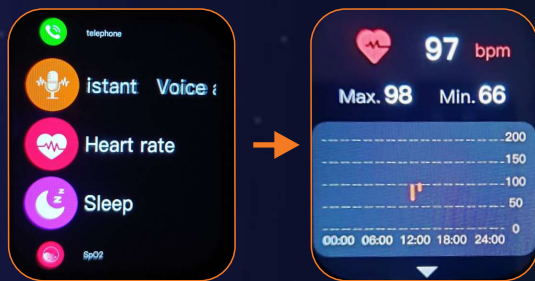 telephone
istant Voice a
Heart rate
Sleep
SpO2
97 bpm
Max. 98 Min. 66
200
150
100
50
0
00:00 06:00 12:00 18:00 24:00